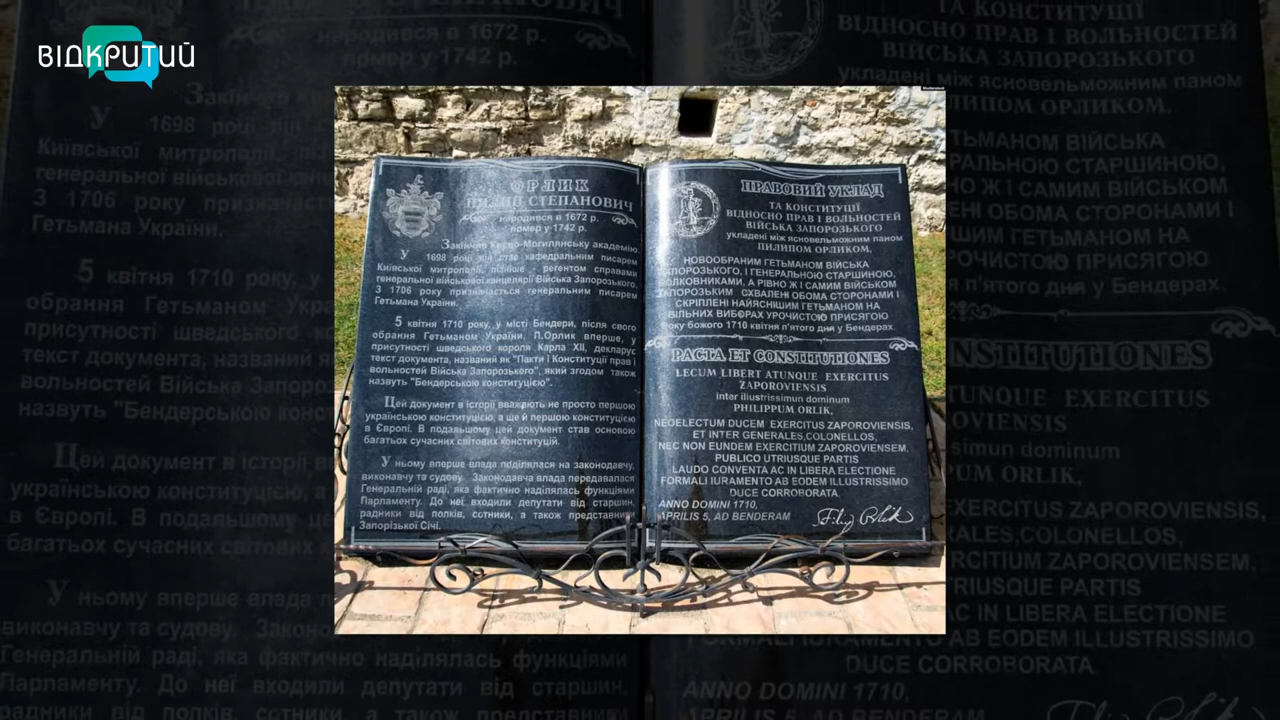 ВІДКРИТИЙ
Shutterstock
ОРЛИК
ПИЛИП СТЕПАНОВИЧ
народився в 1672 р.
помер у 1742 р.
Закінчив Києво-Могилянську академію.
У 1698 році він став кафедральним писарем
Київської митрополії, пізніше - регентом справами
генеральної військової канцелярії Війська Запорозького.
З 1706 року призначається генеральним писарем
Гетьмана України.
5 квітня 1710 року, у місті Бендери, після свого
обрання Гетьманом України, П.Орлик вперше, у
присутності шведського короля Карла XII, декларує
текст документа, названий як "Пакти і Конституції прав і
вольностей Війська Запорозького", який згодом також
назвуть "Бендерською конституцією".
Цей документ в історії вважають не просто першою
українською конституцією, а ще й першою конституцією
в Європі. В подальшому цей документ став основою
багатьох сучасних світових конституцій.
У ньому вперше влада поділялася на законодавчу,
виконавчу та судову. Законодавча влада передавалася
Генеральній раді, яка фактично наділялась функціями
Парламенту. До неї входили депутати від старшин,
радники від полків, сотники, а також представники
Запорізької Січі.
ПРАВОВИЙ УКЛАД
ТА КОНСТИТУЦІЇ
ВІДНОСНО ПРАВ І ВОЛЬНОСТЕЙ
ВІЙСЬКА ЗАПОРОЗЬКОГО
укладені між ясновельможним паном
ПИЛИПОМ ОРЛИКОМ,
НОВООБРАНИМ ГЕТЬМАНОМ ВІЙСЬКА
ЗАПОРОЗЬКОГО, І ГЕНЕРАЛЬНОЮ СТАРШИНОЮ,
ПОЛКОВНИКАМИ, А РІВНО Ж І САМИМ ВІЙСЬКОМ
ЗАПОРОЗЬКИМ СХВАЛЕНІ ОБОМА СТОРОНАМИ І
СКРІПЛЕНІ НАЙЯСНІШИМ ГЕТЬМАНОМ НА
ВІЛЬНИХ ВИБОРАХ УРОЧИСТОЮ ПРИСЯГОЮ
Року божого 1710 квітня п'ятого дня у Бендерах.
PACTA ET CONSTITUTIONES
LECUM LIBERT ATUNQUE EXERCITUS
ZAPOROVIENSIS
inter illustrissimun dominum
PHILIPPUM ORLIK,
NEOELECTUM DUCEM EXERCITUS ZAPOROVIENSIS,
ET INTER GENERALES,COLONELLOS,
NEC NON EUNDEM EXERCITIUM ZAPOROVIENSEM,
PUBLICO UTRIUSQUE PARTIS
LAUDO CONVENTA AC IN LIBERA ELECTIONE
FORMALI IURAMENTO AB EODEM ILLUSTRISSIMO
DUCE CORROBORATA.
ANNO DOMINI 1710,
APRILIS 5, AD BENDERAM
Filip Orlik